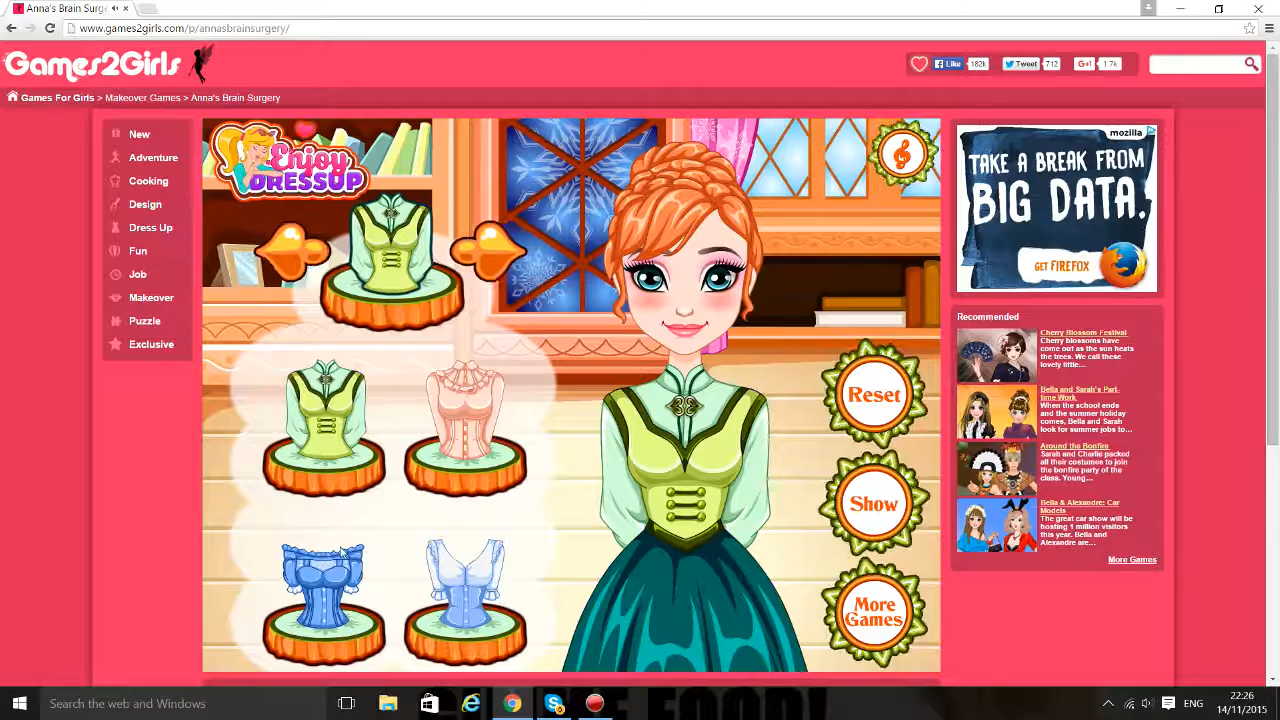 Anna's Brain Surge
www.games2girls.com/p/annasbrainsurgery/
Games2Girls
Like 182k
Tweet 712
G+1 1.7k
Games For Girls > Makeover Games > Anna's Brain Surgery
New
Adventure
Cooking
Design
Dress Up
Fun
Job
Makeover
Puzzle
Exclusive
Enjoy
DRESSUP
Reset
Show
More
Games
mozilla
TAKE A BREAK FROM
BIG DATA.
GET FIREFOX
Recommended
Cherry Blossom Festival
Cherry blossoms have
come out as the sun heats
the trees. We call these
lovely little...
Bella and Sarah's Part-
time Work
When the school ends
and the summer holiday
comes, Bella and Sarah
look for summer jobs to...
Around the Bonfire
Sarah and Charlie packed
all their costumes to join
the bonfire party of the
class. Young...
Bella & Alexandre: Car
Models
The great car show will be
hosting 1 million visitors
this year. Bella and
Alexandre are...
More Games
Search the web and Windows
ENG
22:26
14/11/2015